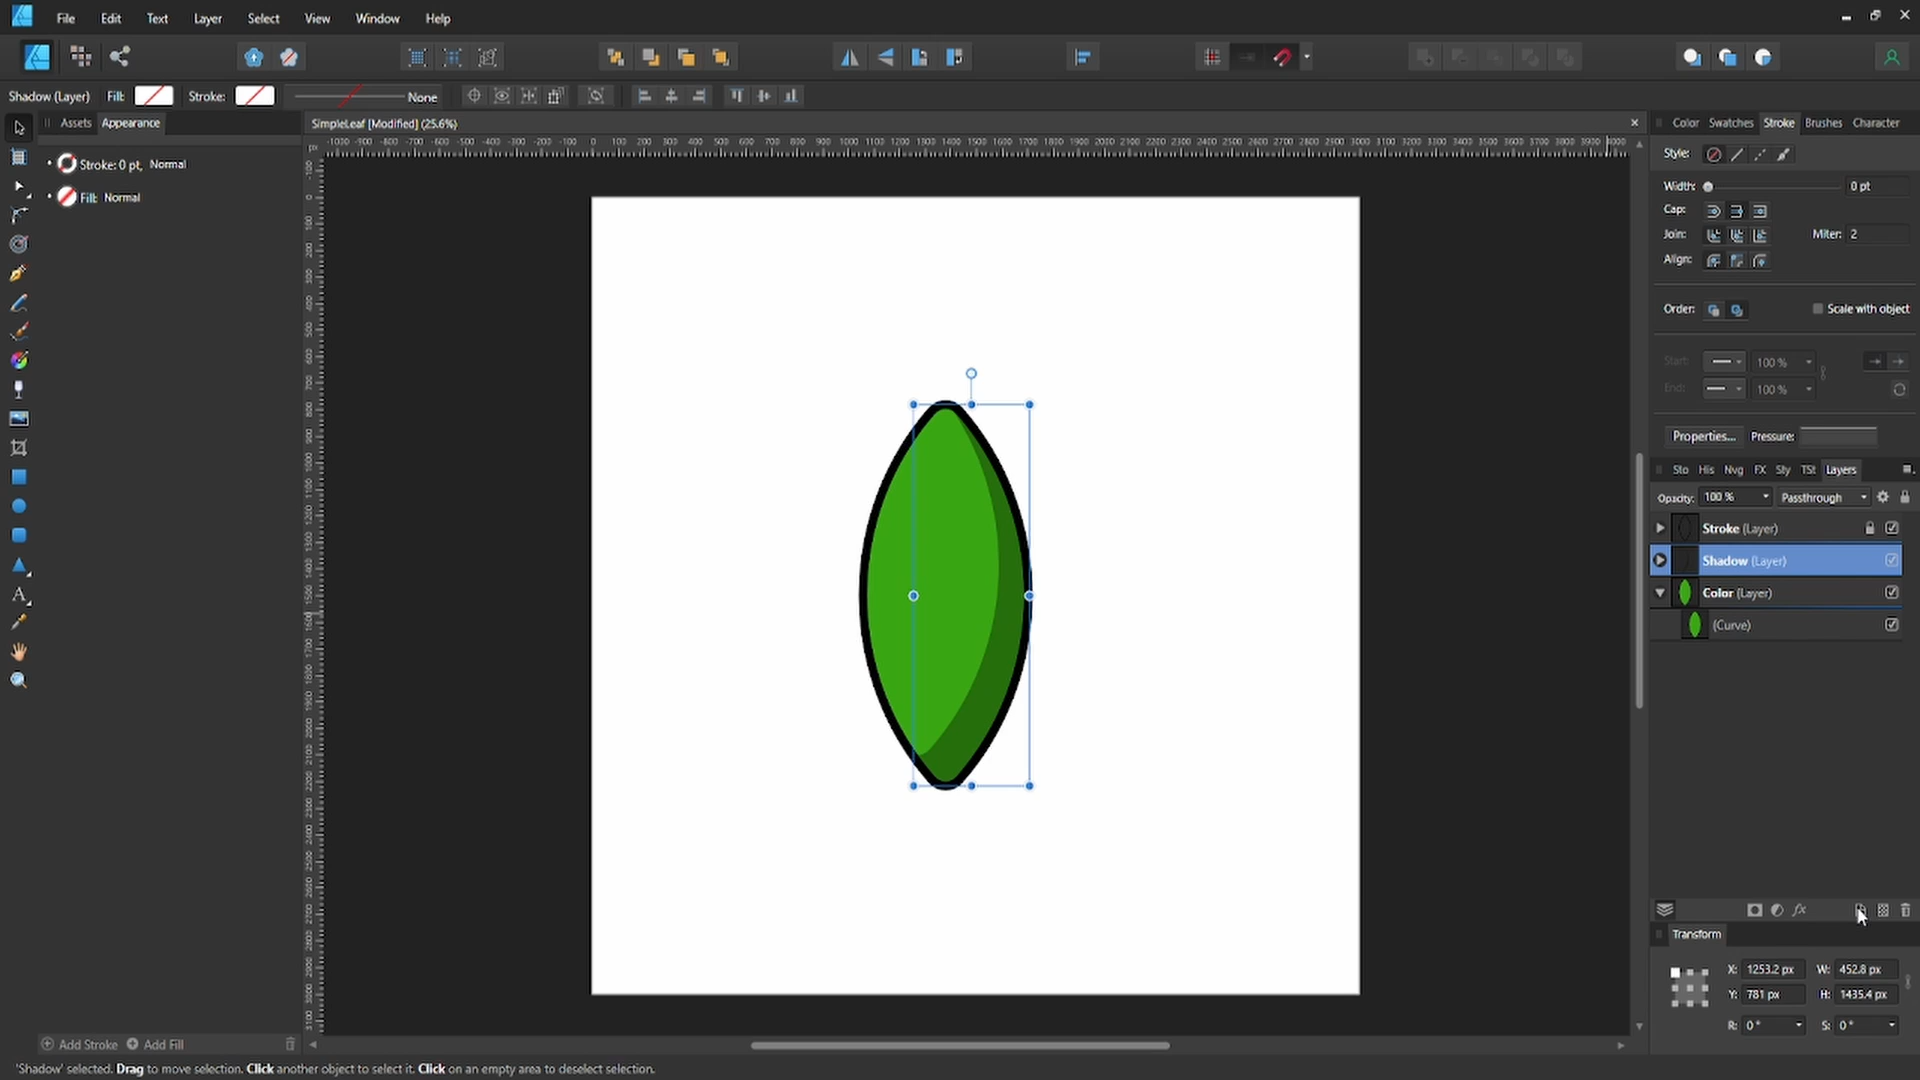 File Edit Text Layer Select View Window Help
Shadow (Layer) Fill: Stroke: None
Assets Appearance
SimpleLeaf [Modified] (25.6%)
Color Swatches Stroke Brushes Character
Stroke: 0 pt, Normal
Fill: Normal
Style:
Width: 0 pt
Cap:
Join: Miter: 2
Align:
Order: Scale with object
Start: 100 %
End: 100 %
Properties... Pressure:
Sto His Nvg FX Sty TSt Layers
Opacity: 100 % Passthrough
Stroke (Layer)
Shadow (Layer)
Color (Layer)
(Curve)
fx
Transform
X: 1253.2 px W: 452.8 px
Y: 781 px H: 1435.4 px
R: 0 ° S: 0 °
Add Stroke Add Fill
'Shadow' selected. Drag to move selection. Click another object to select it. Click on an empty area to deselect selection.